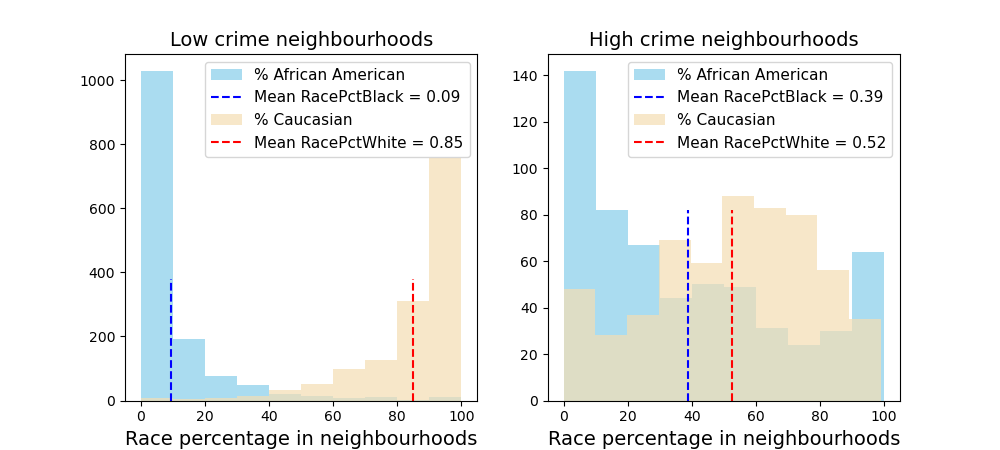 Low crime neighbourhoods
% African American
Mean RacePctBlack = 0.09
% Caucasian
Mean RacePctWhite = 0.85
1000
800
600
400
200
0
0 20 40 60 80 100
Race percentage in neighbourhoods
High crime neighbourhoods
% African American
Mean RacePctBlack = 0.39
% Caucasian
Mean RacePctWhite = 0.52
140
120
100
80
60
40
20
0
0 20 40 60 80 100
Race percentage in neighbourhoods